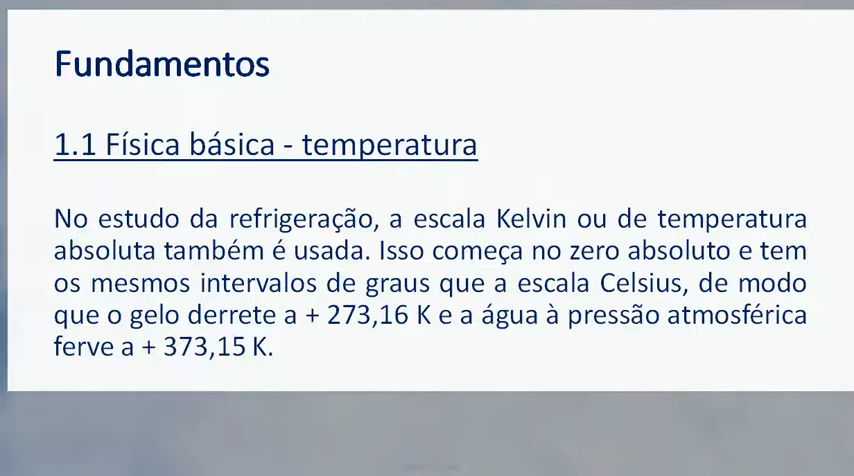 Fundamentos
1.1 Física básica - temperatura
No estudo da refrigeração, a escala Kelvin ou de temperatura
absoluta também é usada. Isso começa no zero absoluto e tem
os mesmos intervalos de graus que a escala Celsius, de modo
que o gelo derrete a + 273,16 K e a água à pressão atmosférica
ferve a + 373,15 K.